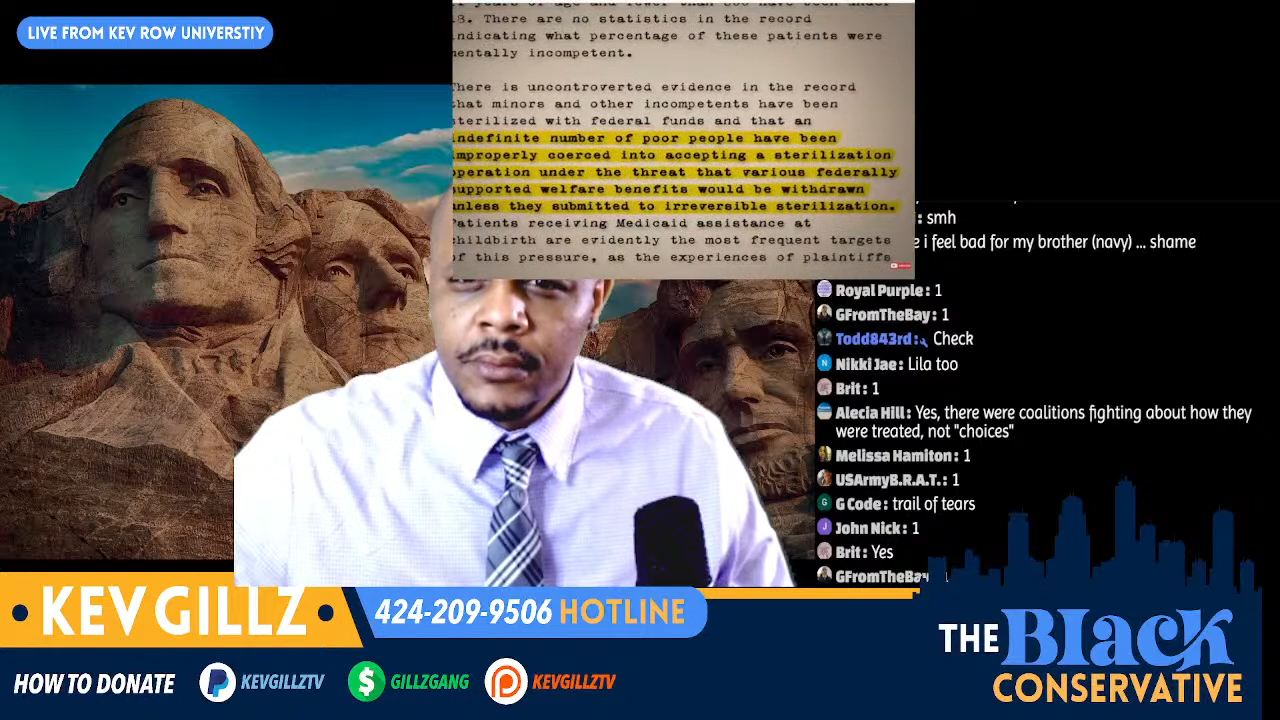 LIVE FROM KEV ROW UNIVERSTIY
8. There are no statistics in the record
indicating what percentage of these patients were
mentally incompetent.
There is uncontroverted evidence in the record
that minors and other incompetents have been
sterilized with federal funds and that an
indefinite number of poor people have been
improperly coerced into accepting a sterilization
operation under the threat that various federally
supported welfare benefits would be withdrawn
unless they submitted to irreversible sterilization.
Patients receiving Medicaid assistance at
childbirth are evidently the most frequent targets
of this pressure, as the experiences of plaintiffs
: smh
e i feel bad for my brother (navy) ... shame
Royal Purple : 1
GFromTheBay : 1
Todd843rd : Check
Nikki Jae : Lila too
Brit : 1
Alecia Hill : Yes, there were coalitions fighting about how they
were treated, not "choices"
Melissa Hamiton : 1
USArmyB.R.A.T. : 1
G Code : trail of tears
John Nick : 1
Brit : Yes
GFromTheBay
KEV GILLZ
424-209-9506 HOTLINE
HOW TO DONATE
KEVGILLZTV
$ GILLZGANG
KEVGILLZTV
THE Black
CONSERVATIVE